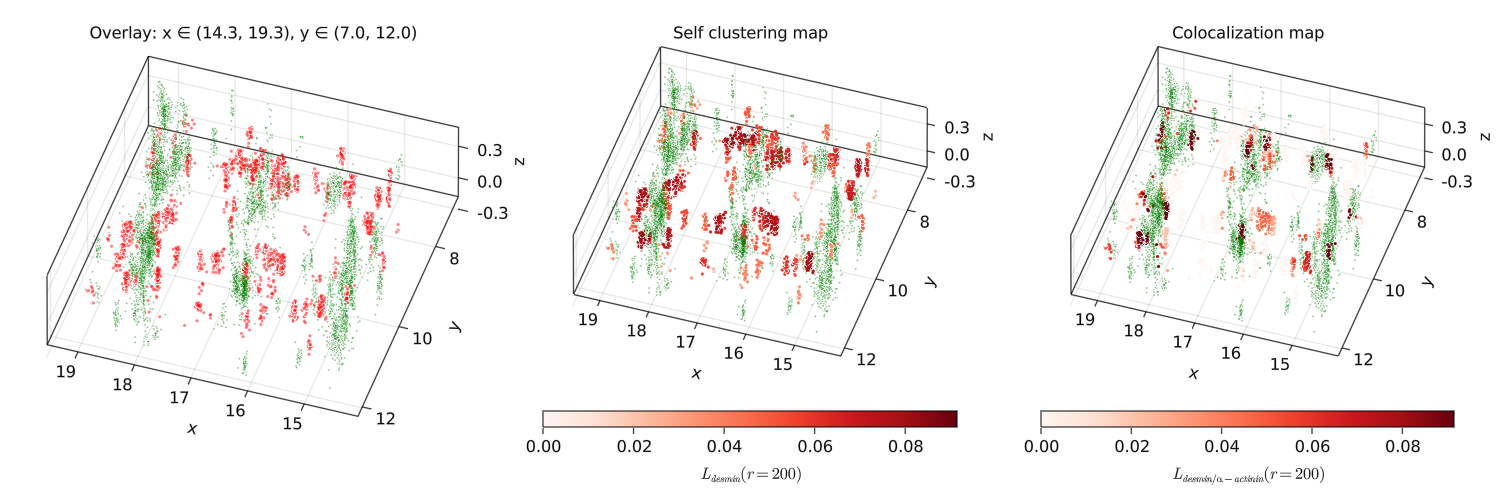 Overlay: x ∈ (14.3, 19.3), y ∈ (7.0, 12.0)
0.3
0.0
-0.3
z
8
10
12
y
19
18
17
16
15
x
Self clustering map
0.3
0.0
-0.3
z
8
10
12
y
19
18
17
16
15
x
0.00 0.02 0.04 0.06 0.08
L_desmin(r = 200)
Colocalization map
0.3
0.0
-0.3
z
8
10
12
y
19
18
17
16
15
x
0.00 0.02 0.04 0.06 0.08
L_desmin/α−actinin(r = 200)